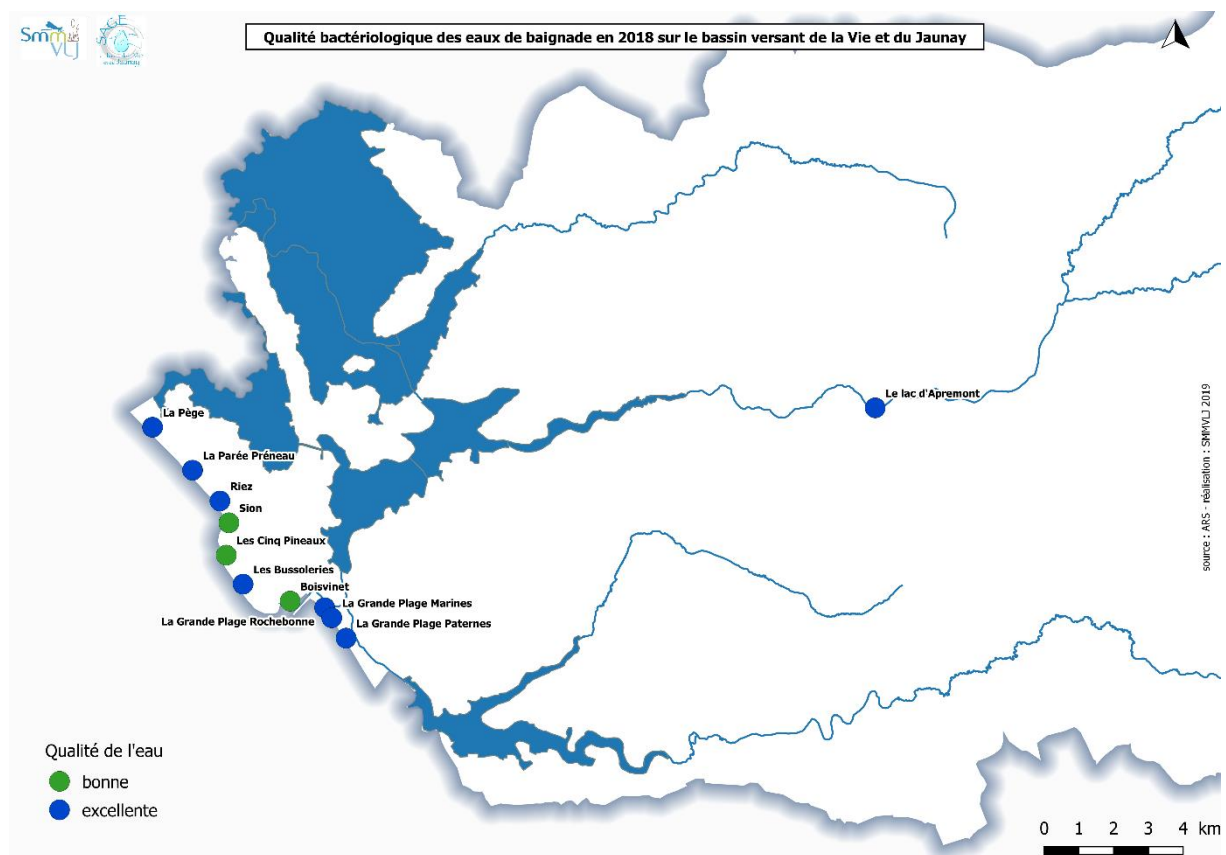 SmmVLJ
SAGE
Qualité bactériologique des eaux de baignade en 2018 sur le bassin versant de la Vie et du Jaunay
Le lac d'Apremont
La Pège
La Parée Préneau
Riez
Sion
Les Cinq Pineaux
Les Bussoleries
Boisvinet
La Grande Plage Marines
La Grande Plage Rochebonne
La Grande Plage Paternes
source : ARS - réalisation : SMMVLJ 2019
Qualité de l'eau
bonne
excellente
0 1 2 3 4 km